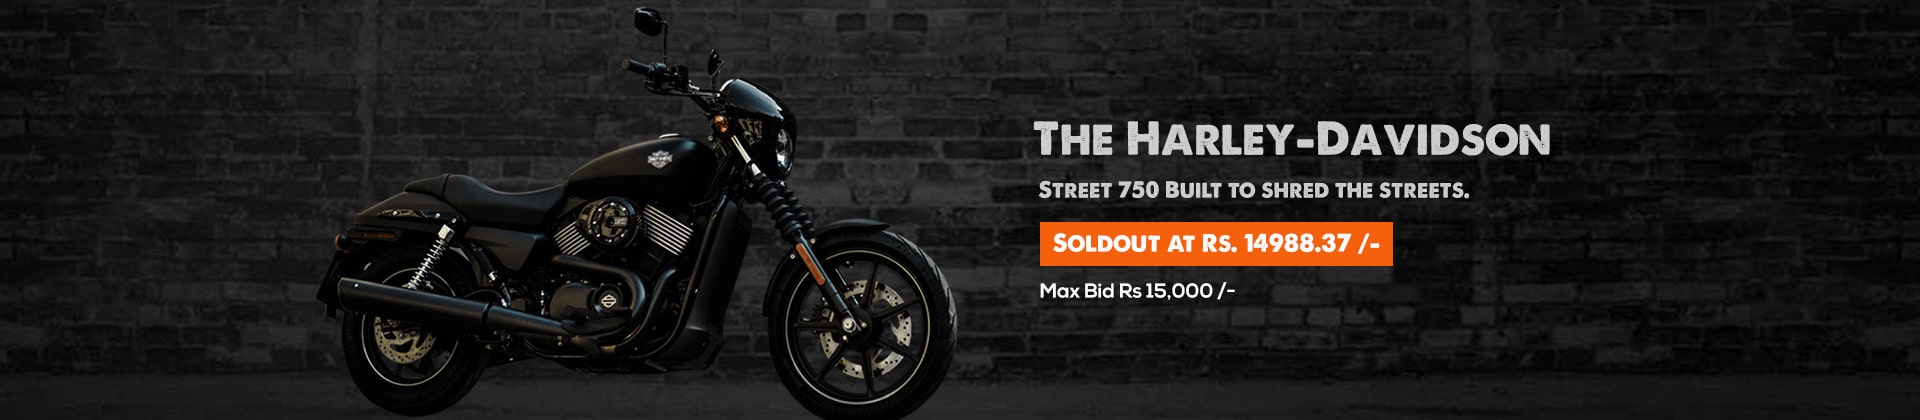 The Harley-Davidson
Street 750 Built to shred the streets.
Soldout at Rs. 14988.37 /-
Max Bid Rs 15,000 /-